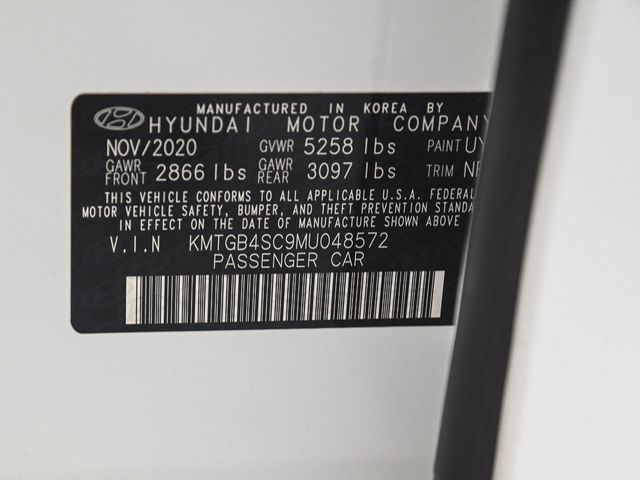 MANUFACTURED IN KOREA BY
HYUNDAI MOTOR COMPANY
NOV/2020 GVWR 5258 lbs PAINT UY
GAWR FRONT 2866 lbs GAWR REAR 3097 lbs TRIM
THIS VEHICLE CONFORMS TO ALL APPLICABLE U.S.A. FEDERAL
MOTOR VEHICLE SAFETY, BUMPER, AND THEFT PREVENTION STANDA
IN EFFECT ON THE DATE OF MANUFACTURE SHOWN ABOVE
V.I.N KMTGB4SC9MU048572
PASSENGER CAR